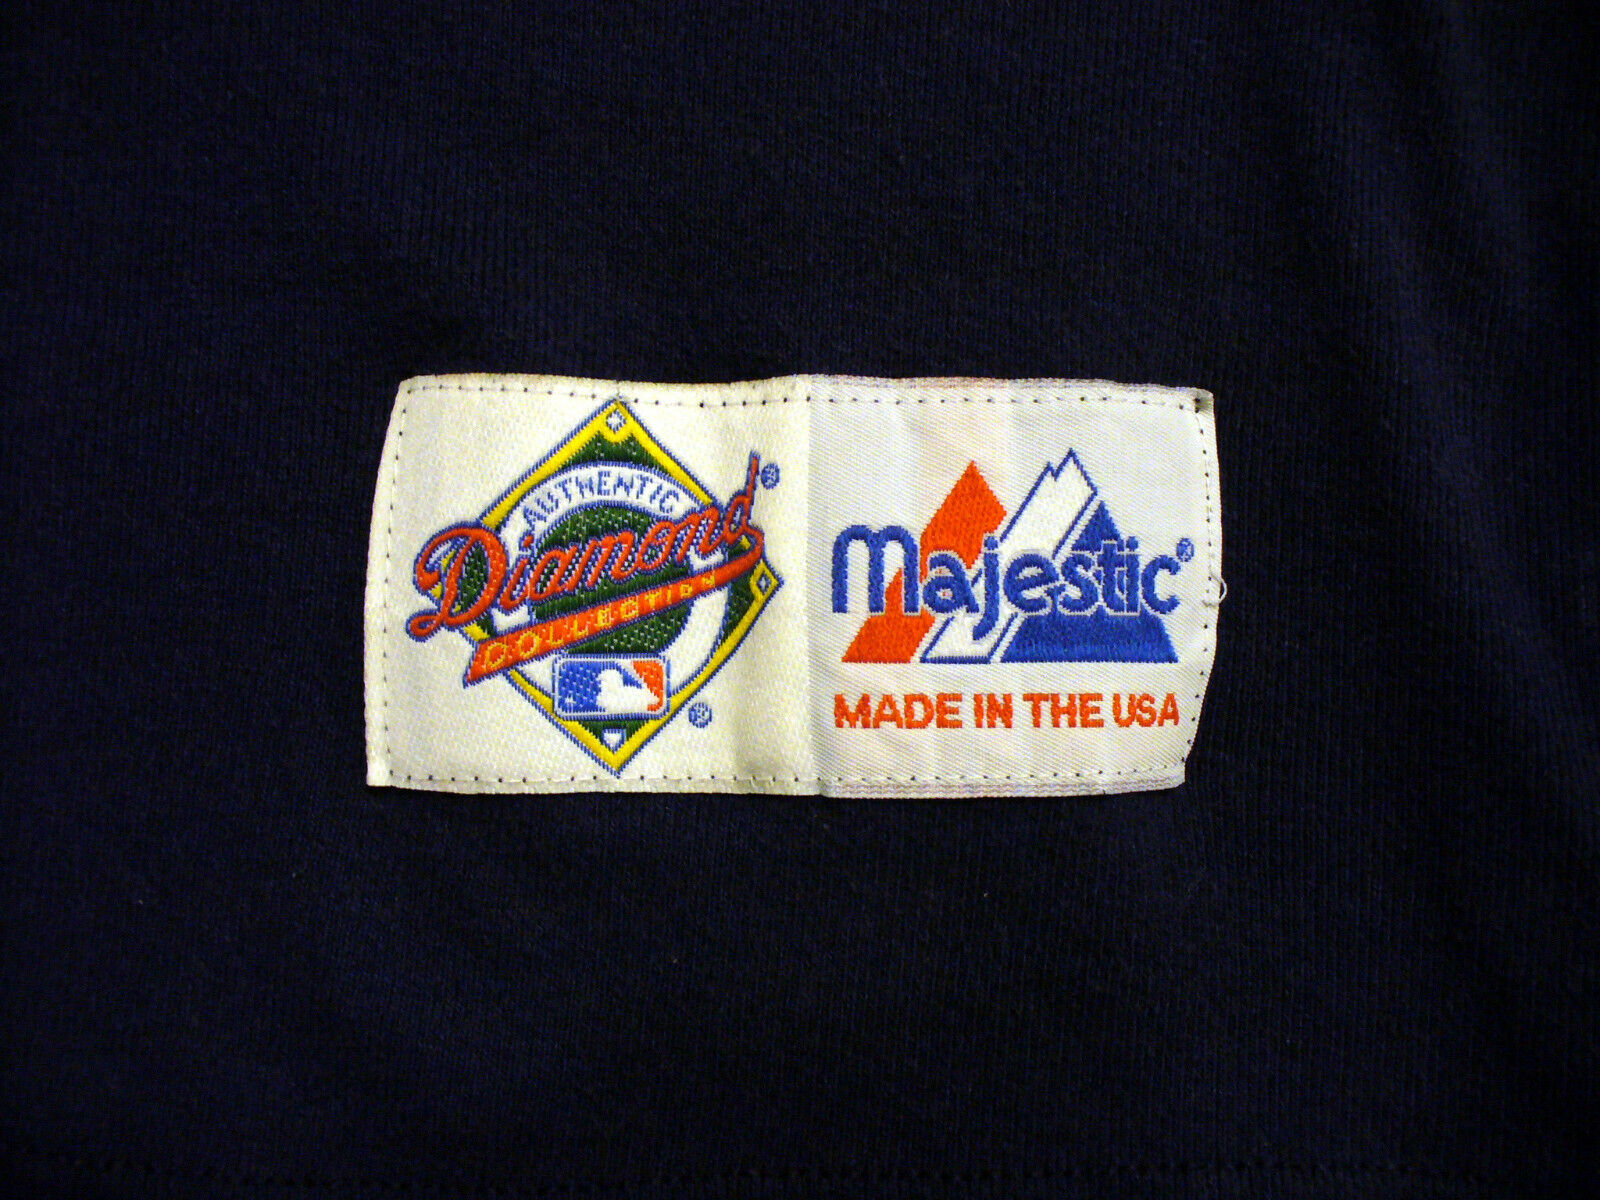 AUTHENTIC
Diamond®
COLLECTION
®
Majestic®
MADE IN THE USA